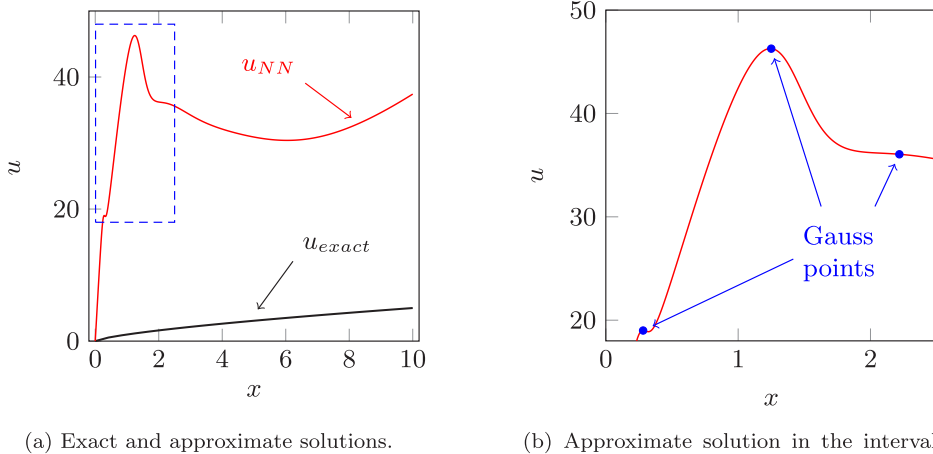 u_{NN}
u_{exact}
u
40
20
0
0 2 4 6 8 10
x
(a) Exact and approximate solutions.
50
40
30
20
u
Gauss
points
0 1 2
x
(b) Approximate solution in the interval